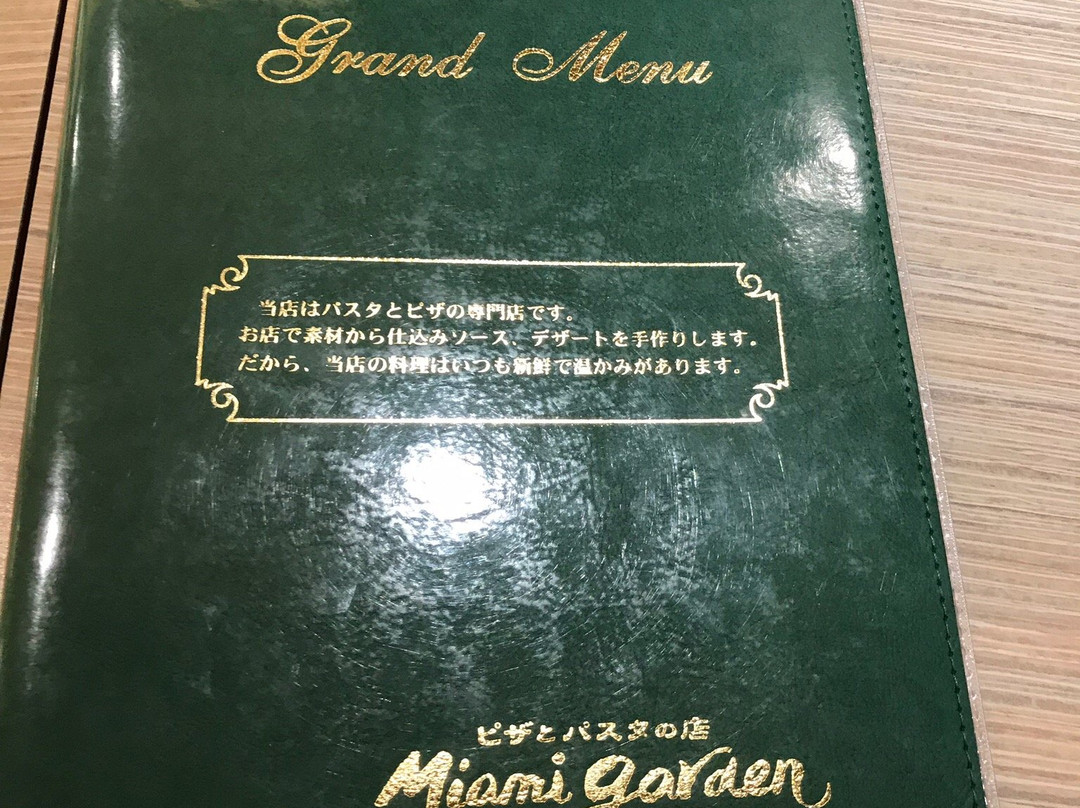 Grand Menu
当店はパスタとピザの専門店です。
お店で素材から仕込みソース、デザートを手作りします。
だから、当店の料理はいつも新鮮で温かみがあります。
ピザとパスタの店
Miami garden